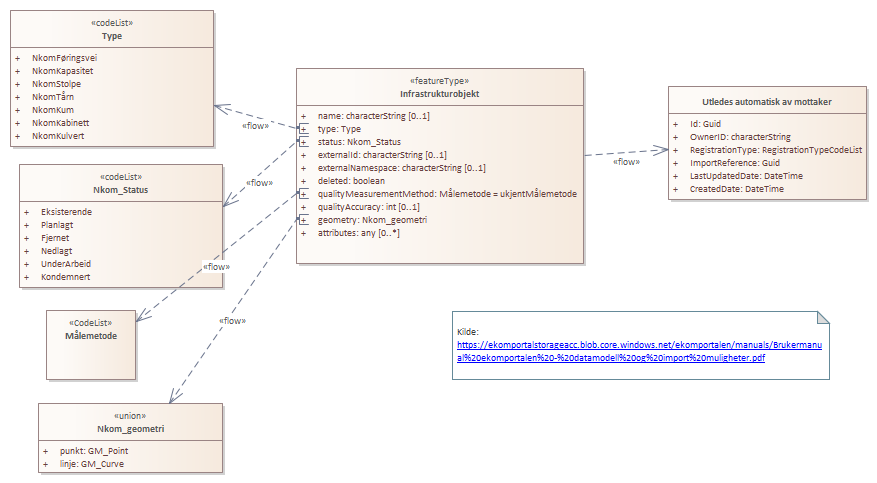 «codeList»
Type
+ NkomFøringsvei
+ NkomKapasitet
+ NkomStolpe
+ NkomTårn
+ NkomKum
+ NkomKabinett
+ NkomKulvert
«codeList»
Nkom_Status
+ Eksisterende
+ Planlagt
+ Fjernet
+ Nedlagt
+ UnderArbeid
+ Kondemnert
«CodeList»
Målemetode
«union»
Nkom_geometri
+ punkt: GM_Point
+ linje: GM_Curve
«flow»
«flow»
«flow»
«flow»
«featureType»
Infrastrukturobjekt
+ name: characterString [0..1]
+ type: Type
+ status: Nkom_Status
+ externalId: characterString [0..1]
+ externalNamespace: characterString [0..1]
+ deleted: boolean
+ qualityMeasurementMethod: Målemetode = ukjentMålemetode
+ qualityAccuracy: int [0..1]
+ geometry: Nkom_geometri
+ attributes: any [0..*]
«flow»
Utledes automatisk av mottaker
+ Id: Guid
+ OwnerID: characterString
+ RegistrationType: RegistrationTypeCodeList
+ ImportReference: Guid
+ LastUpdatedDate: DateTime
+ CreatedDate: DateTime
Kilde:
https://ekomportalstorageacc.blob.core.windows.net/ekomportalen/manuals/Brukermanu
al%20ekomportalen%20-%20datamodell%20og%20import%20muligheter.pdf